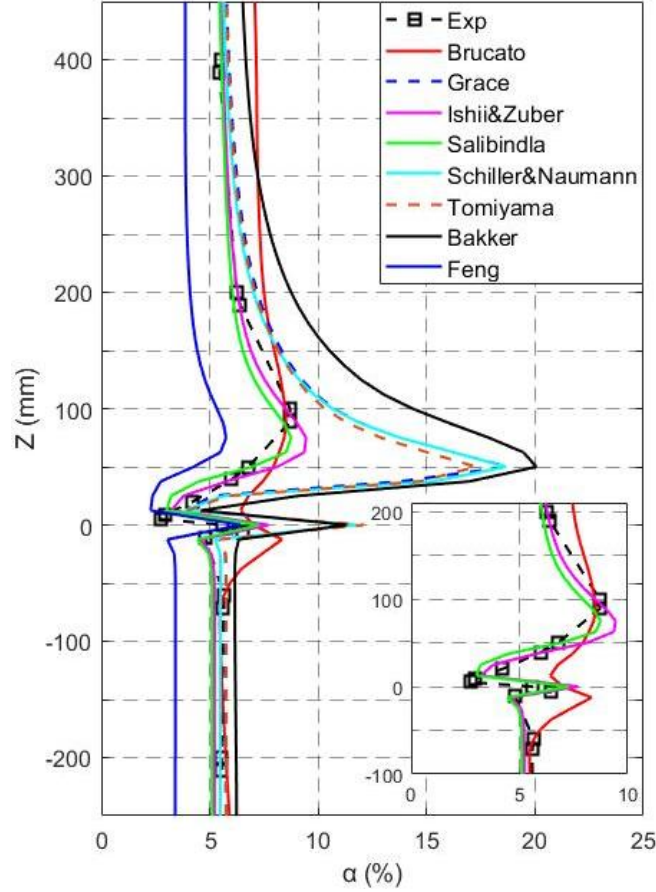 Exp
Brucato
Grace
Ishii&Zuber
Salibindla
Schiller&Naumann
Tomiyama
Bakker
Feng
400
300
200
100
0
-100
-200
Z (mm)
200
100
0
-100
0 5 10
0 5 10 15 20 25
α (%)